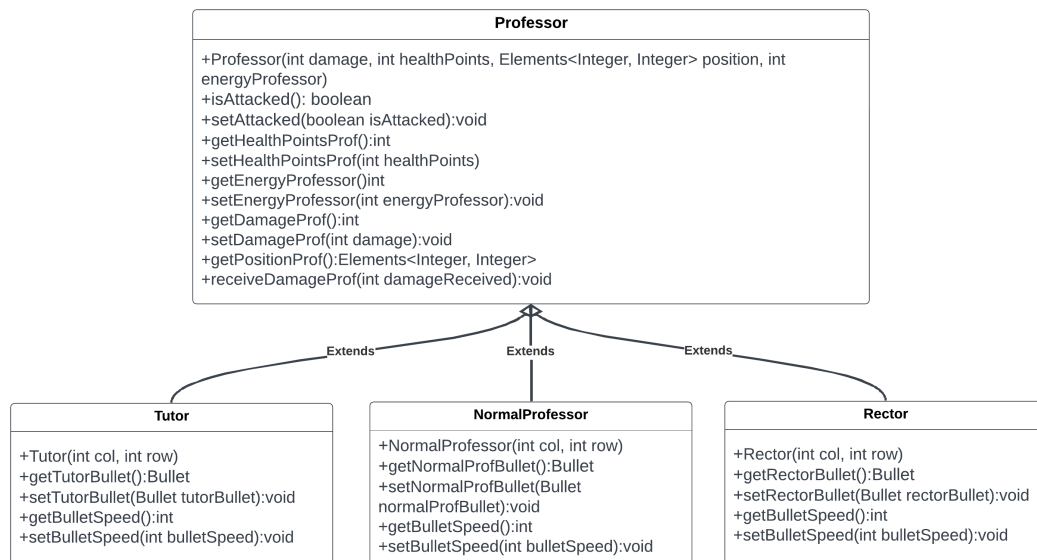 Professor
+Professor(int damage, int healthPoints, Elements<Integer, Integer> position, int
energyProfessor)
+isAttacked(): boolean
+setAttacked(boolean isAttacked):void
+getHealthPointsProf():int
+setHealthPointsProf(int healthPoints)
+getEnergyProfessor()int
+setEnergyProfessor(int energyProfessor):void
+getDamageProf():int
+setDamageProf(int damage):void
+getPositionProf():Elements<Integer, Integer>
+receiveDamageProf(int damageReceived):void
Extends
Extends
Extends
Tutor
+Tutor(int col, int row)
+getTutorBullet():Bullet
+setTutorBullet(Bullet tutorBullet):void
+getBulletSpeed():int
+setBulletSpeed(int bulletSpeed):void
NormalProfessor
+NormalProfessor(int col, int row)
+getNormalProfBullet():Bullet
+setNormalProfBullet(Bullet
normalProfBullet):void
+getBulletSpeed():int
+setBulletSpeed(int bulletSpeed):void
Rector
+Rector(int col, int row)
+getRectorBullet():Bullet
+setRectorBullet(Bullet rectorBullet):void
+getBulletSpeed():int
+setBulletSpeed(int bulletSpeed):void